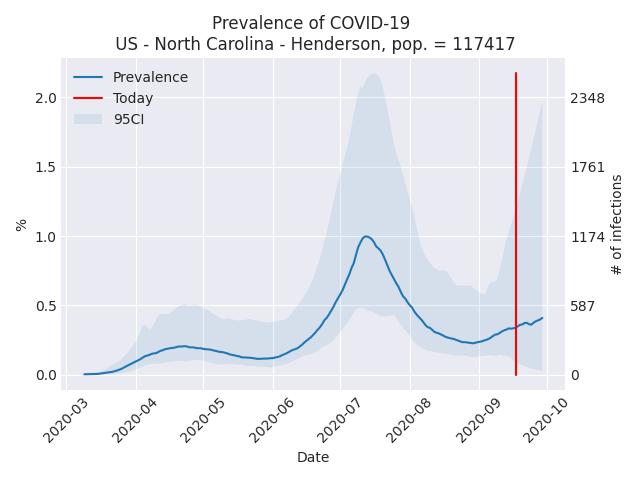 Prevalence of COVID-19
US - North Carolina - Henderson, pop. = 117417
Prevalence
Today
95CI
2.0
1.5
1.0
0.5
0.0
%
2348
1761
1174
587
0
# of infections
2020-03
2020-04
2020-05
2020-06
2020-07
2020-08
2020-09
2020-10
Date